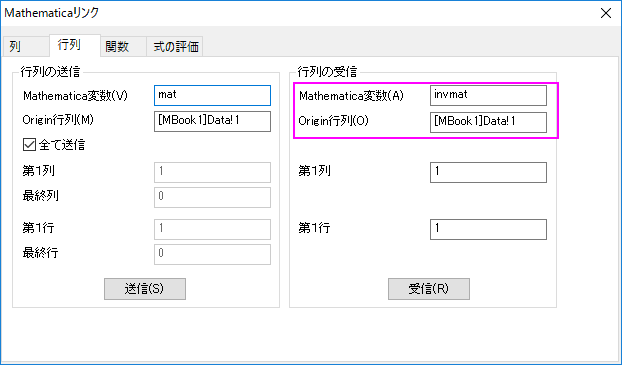 Mathematicaリンク
列 行列 関数 式の評価
行列の送信
Mathematica変数(V) mat
Origin行列(M) [MBook1]Data!1
全て送信
第1列 1
最終列 0
第1行 1
最終行 0
送信(S)
行列の受信
Mathematica変数(A) invmat
Origin行列(O) [MBook1]Data!1
第1列 1
第1行 1
受信(R)